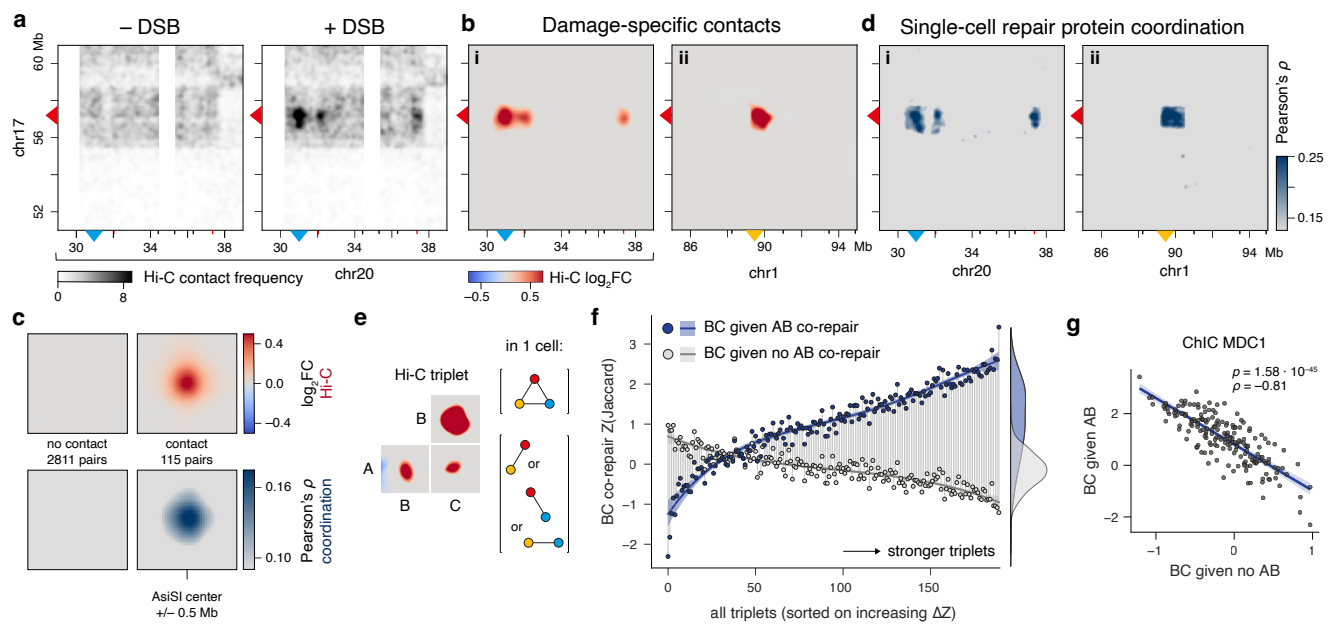 a
– DSB
+ DSB
60 Mb
56
52
chr17
30
34
38
30
34
38
0
8
Hi-C contact frequency
chr20
b
Damage-specific contacts
i
ii
30
34
38
86
90
94
Mb
chr1
−0.5
0.5
Hi-C log2FC
d
Single-cell repair protein coordination
i
ii
30
34
38
chr20
86
90
94
Mb
chr1
Pearson's ρ
0.25
0.15
c
0.4
0.0
−0.4
log2FC
Hi-C
no contact
2811 pairs
contact
115 pairs
0.16
0.10
Pearson's ρ
coordination
AsiSI center
+/− 0.5 Mb
e
in 1 cell:
Hi-C triplet
B
A
B
C
or
or
f
BC given AB co-repair
BC given no AB co-repair
BC co-repair Z(Jaccard)
3
2
1
0
−1
−2
stronger triplets
0
50
100
150
all triplets (sorted on increasing ΔZ)
g
ChIC MDC1
p = 1.58 · 10⁻⁴⁵
ρ = −0.81
BC given AB
2
0
−2
−1
0
1
BC given no AB